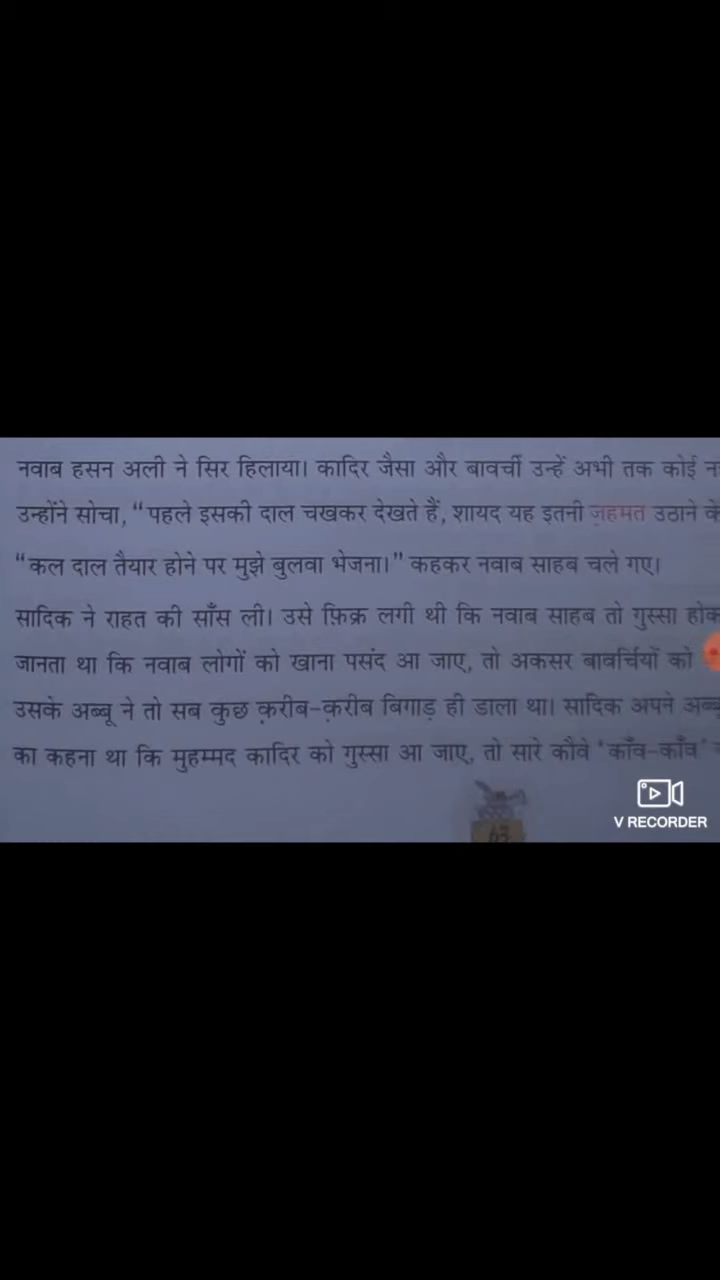 नवाब हसन अली ने सिर हिलाया। कादिर जैसा और बावर्ची उन्हें अभी तक कोई
उन्होंने सोचा, “पहले इसकी दाल चखकर देखते हैं, शायद यह इतनी ज़हमत उठाने के
“कल दाल तैयार होने पर मुझे बुलवा भेजना।” कहकर नवाब साहब चले गए।
सादिक ने राहत की साँस ली। उसे फ़िक्र लगी थी कि नवाब साहब तो गुस्सा
जानता था कि नवाब लोगों को खाना पसंद आ जाए, तो अकसर बावर्चियों को
उसके अब्बू ने तो सब कुछ क़रीब-क़रीब बिगाड़ ही डाला था। सादिक अपने
का कहना था कि मुहम्मद कादिर को गुस्सा आ जाए, तो सारे कौवे ‘काँव-काँव’
V RECORDER